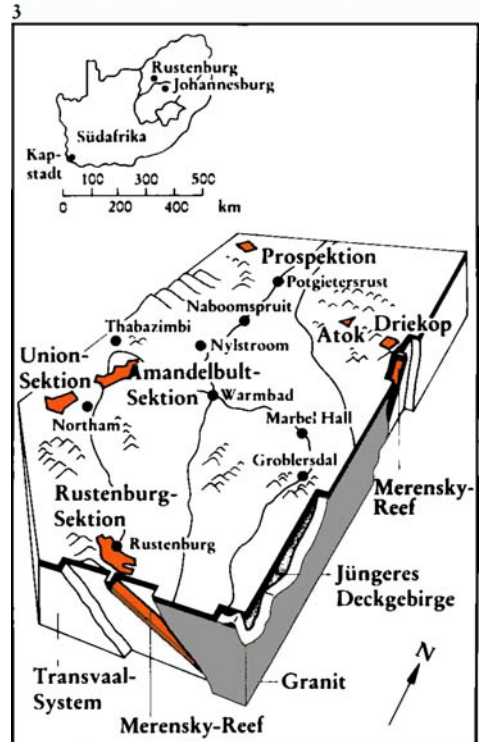 3
Rustenburg
Johannesburg
Südafrika
Kap-
stadt
100 300 500
0 200 400
km
Prospektion
Potgietersrust
Naboomspruit
Thabazimbi
Nylstroom
Atok
Driekop
Union-
Sektion
Amandelbult-
Sektion
Warmbad
Northam
Marbel Hall
Groblersdal
Merensky-
Reef
Rustenburg-
Sektion
Rustenburg
Jüngeres
Deckgebirge
Transvaal-
System
Merensky-Reef
Granit
N